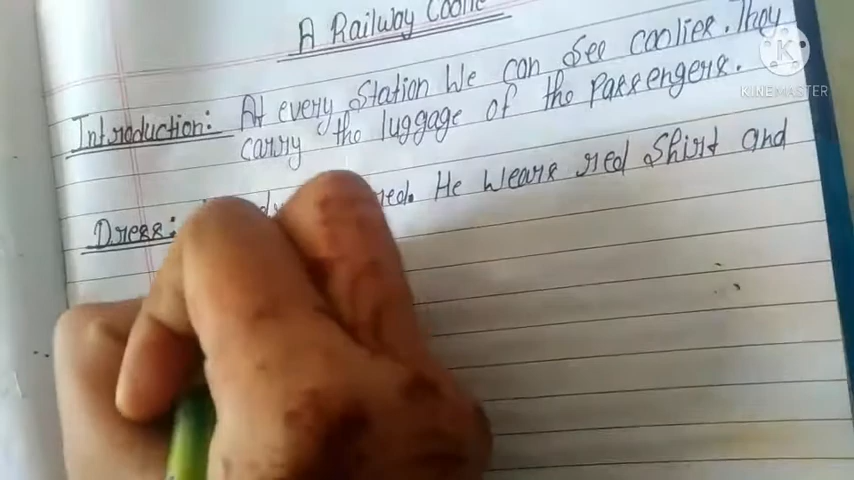 A Railway Coolie
Introduction: At every Station We can See coolies. They
carry the luggage of the Passengers.
Dress: red. He Wears red Shirt and
KINEMASTER